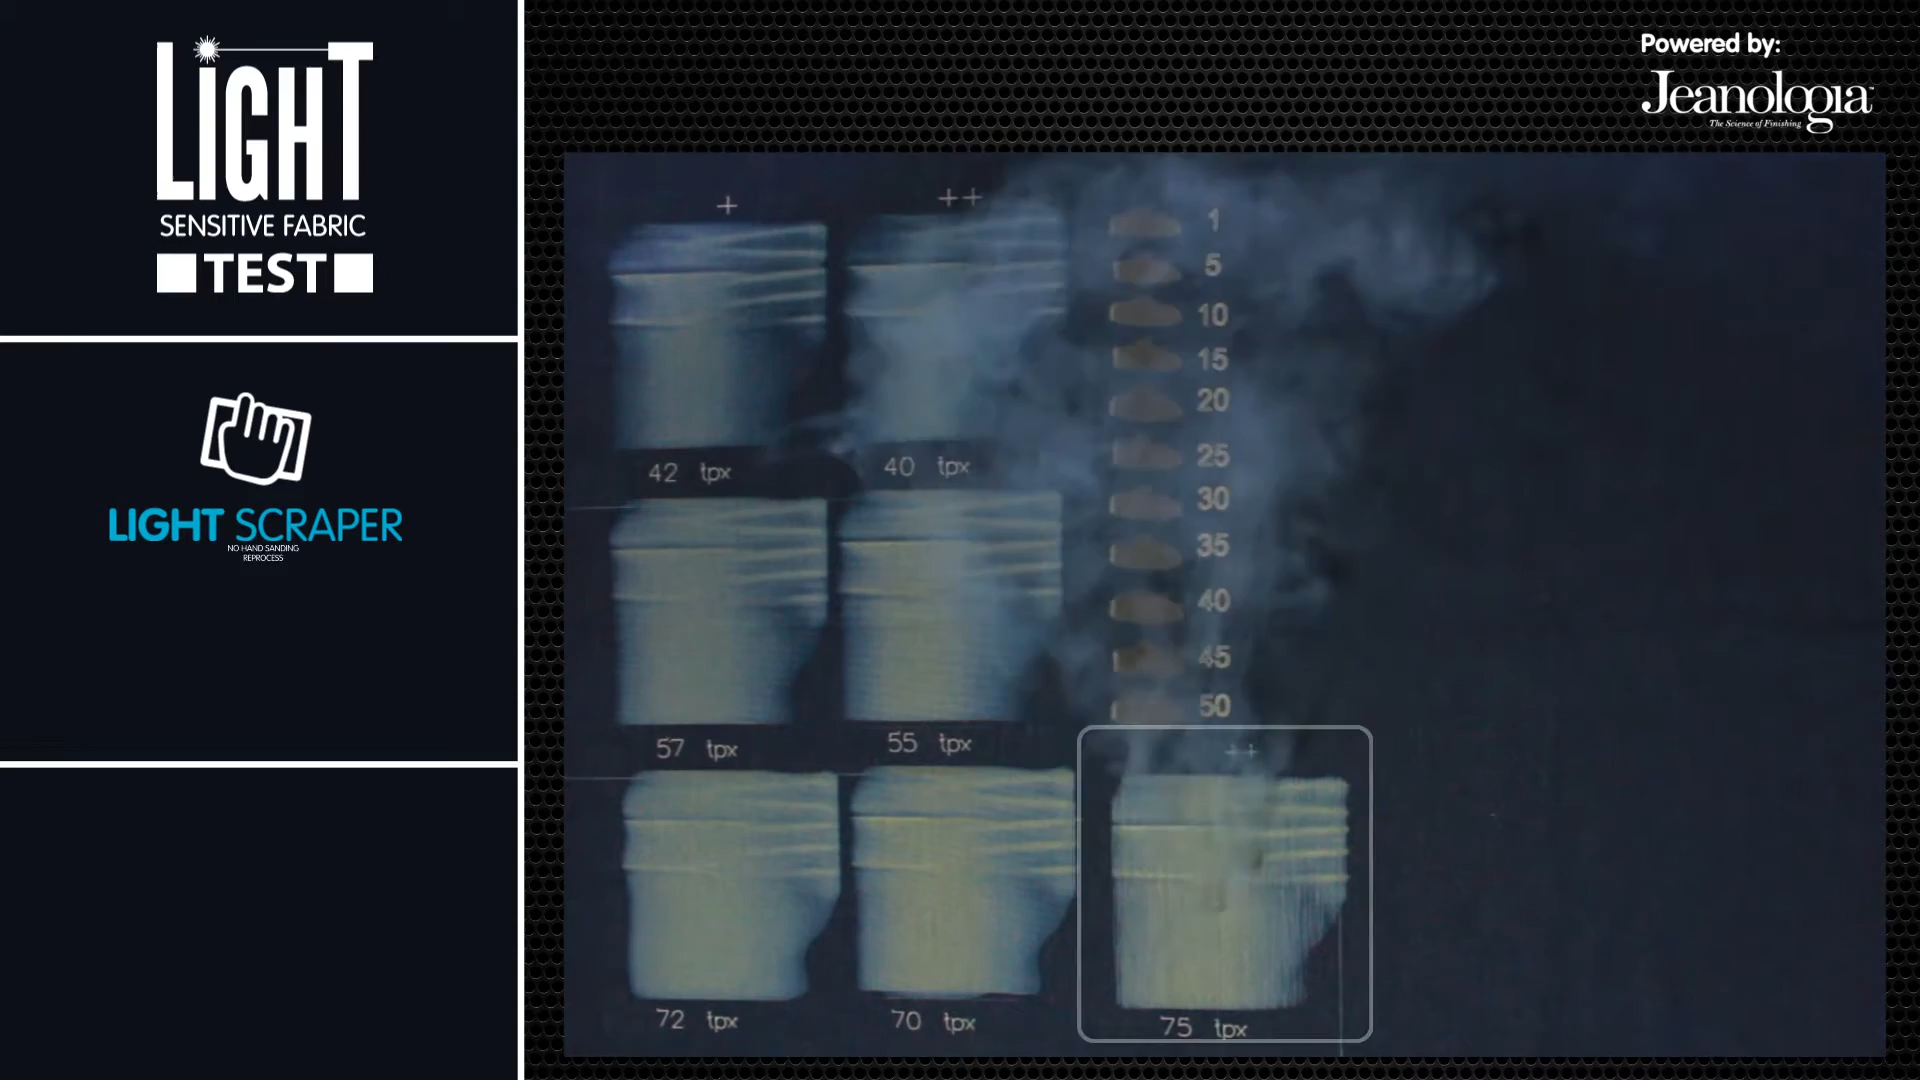 LiGHT
SENSITIVE FABRIC
TEST
LIGHT SCRAPER
NO HAND SANDING
REPROCESS
Powered by:
Jeanologia
The Science of Finishing
+
++
1
5
10
15
20
25
30
35
40
45
50
42 tpx
40 tpx
57 tpx
55 tpx
++
72 tpx
70 tpx
75 tpx